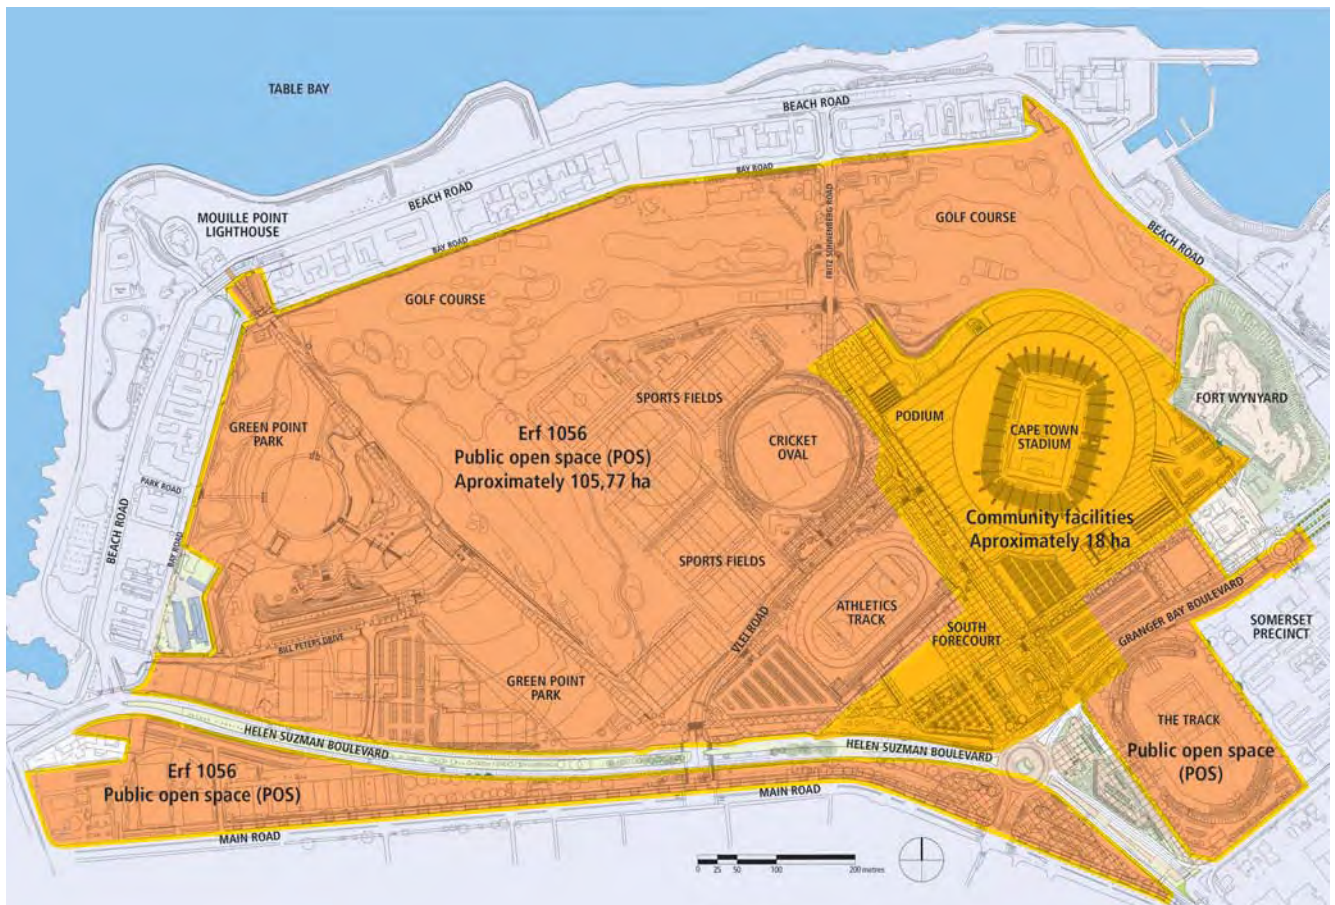 TABLE BAY
BEACH ROAD
BAY ROAD
MOUILLE POINT
LIGHTHOUSE
BEACH ROAD
BAY ROAD
FRITZ SONNENBERG ROAD
GOLF COURSE
BEACH ROAD
GOLF COURSE
SPORTS FIELDS
PODIUM
FORT WYNYARD
CAPE TOWN
STADIUM
GREEN POINT
PARK
Erf 1056
Public open space (POS)
Aproximately 105,77 ha
CRICKET
OVAL
PARK ROAD
BEACH ROAD
BAY ROAD
Community facilities
Aproximately 18 ha
SPORTS FIELDS
VLEI ROAD
ATHLETICS
TRACK
SOUTH
FORECOURT
GRANGER BAY BOULEVARD
SOMERSET
PRECINCT
BILL PETERS DRIVE
GREEN POINT
PARK
THE TRACK
Public open space
(POS)
HELEN SUZMAN BOULEVARD
HELEN SUZMAN BOULEVARD
Erf 1056
Public open space (POS)
MAIN ROAD
MAIN ROAD
0 25 50 100 200 metres